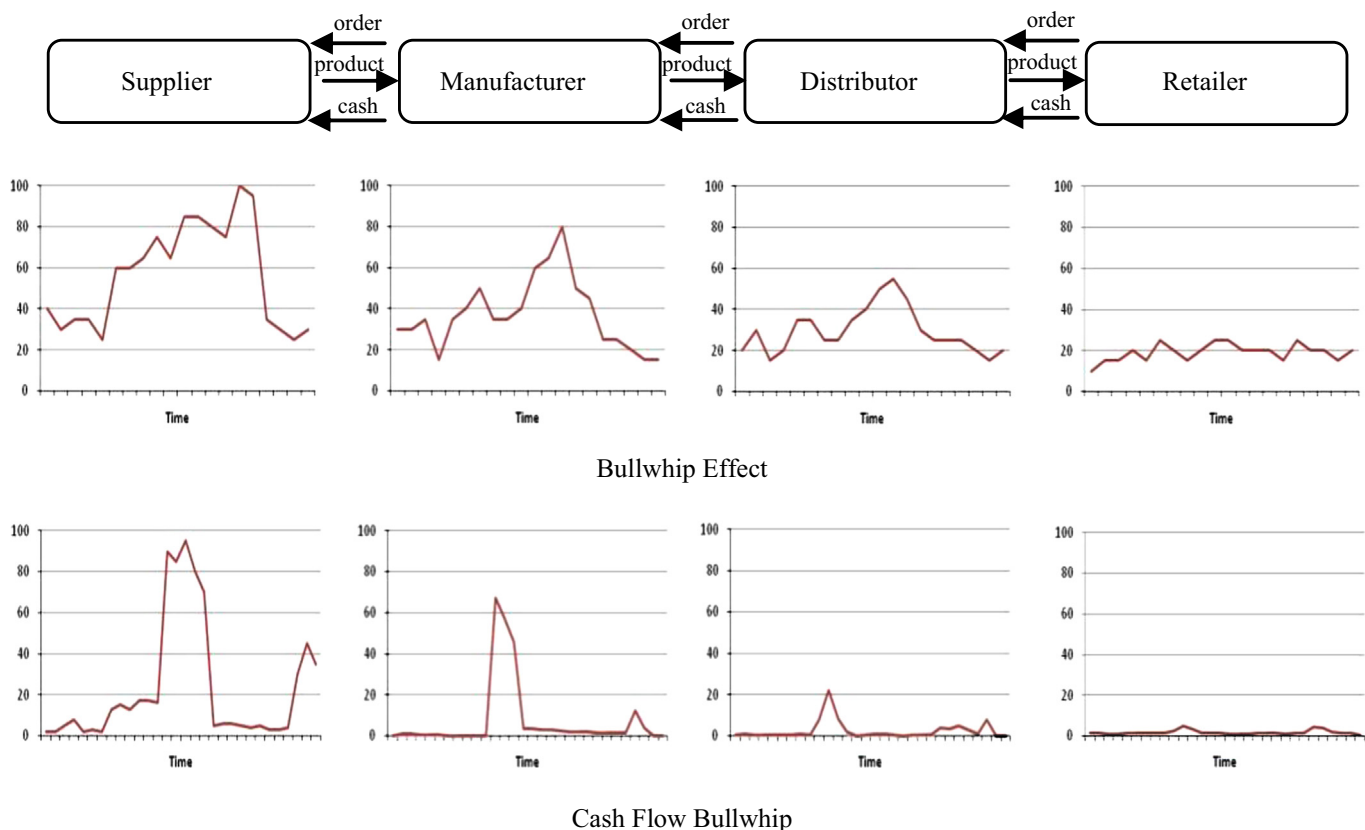 order order order
Supplier product Manufacturer product Distributor product Retailer
cash cash cash
100 100 100 100
80 80 80 80
60 60 60 60
40 40 40 40
20 20 20 20
0 0 0 0
Time Time Time Time
Bullwhip Effect
100 100 100 100
80 80 80 80
60 60 60 60
40 40 40 40
20 20 20 20
0 0 0 0
Time Time Time Time
Cash Flow Bullwhip